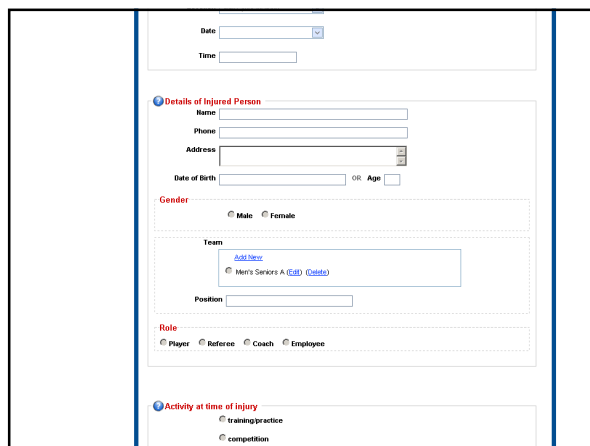 Date
Time
Details of Injured Person
Name
Phone
Address
Date of Birth OR Age
Gender
Male Female
Team
Add New
Men's Seniors A (Edit) (Delete)
Position
Role
Player Referee Coach Employee
Activity at time of injury
training/practice
competition